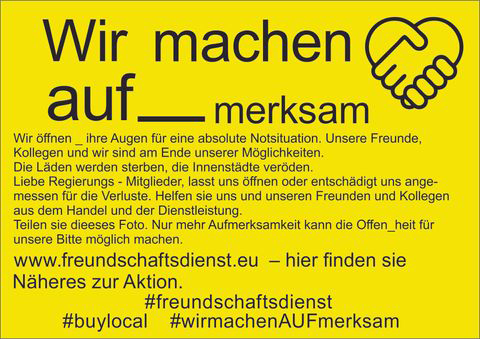 Wir machen
auf__ merksam
Wir öffnen _ ihre Augen für eine absolute Notsituation. Unsere Freunde,
Kollegen und wir sind am Ende unserer Möglichkeiten.
Die Läden werden sterben, die Innenstädte veröden.
Liebe Regierungs - Mitglieder, lasst uns öffnen oder entschädigt uns ange-
messen für die Verluste. Helfen sie uns und unseren Freunden und Kollegen
aus dem Handel und der Dienstleistung.
Teilen sie dieeses Foto. Nur mehr Aufmerksamkeit kann die Offen_heit für
unsere Bitte möglich machen.
www.freundschaftsdienst.eu – hier finden sie
Näheres zur Aktion.
#freundschaftsdienst
#buylocal #wirmachenAUFmerksam